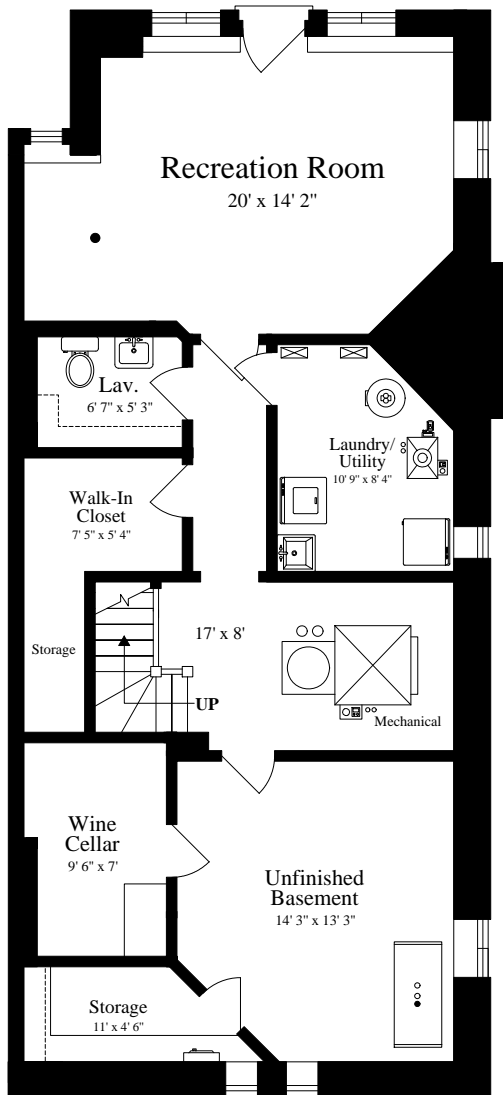 Recreation Room
20' x 14' 2"
Lav.
6' 7" x 5' 3"
Laundry/
Utility
10' 9" x 8' 4"
Walk-In
Closet
7' 5" x 5' 4"
Storage
17' x 8'
UP
Mechanical
Wine
Cellar
9' 6" x 7'
Unfinished
Basement
14' 3" x 13' 3"
Storage
11' x 4' 6"